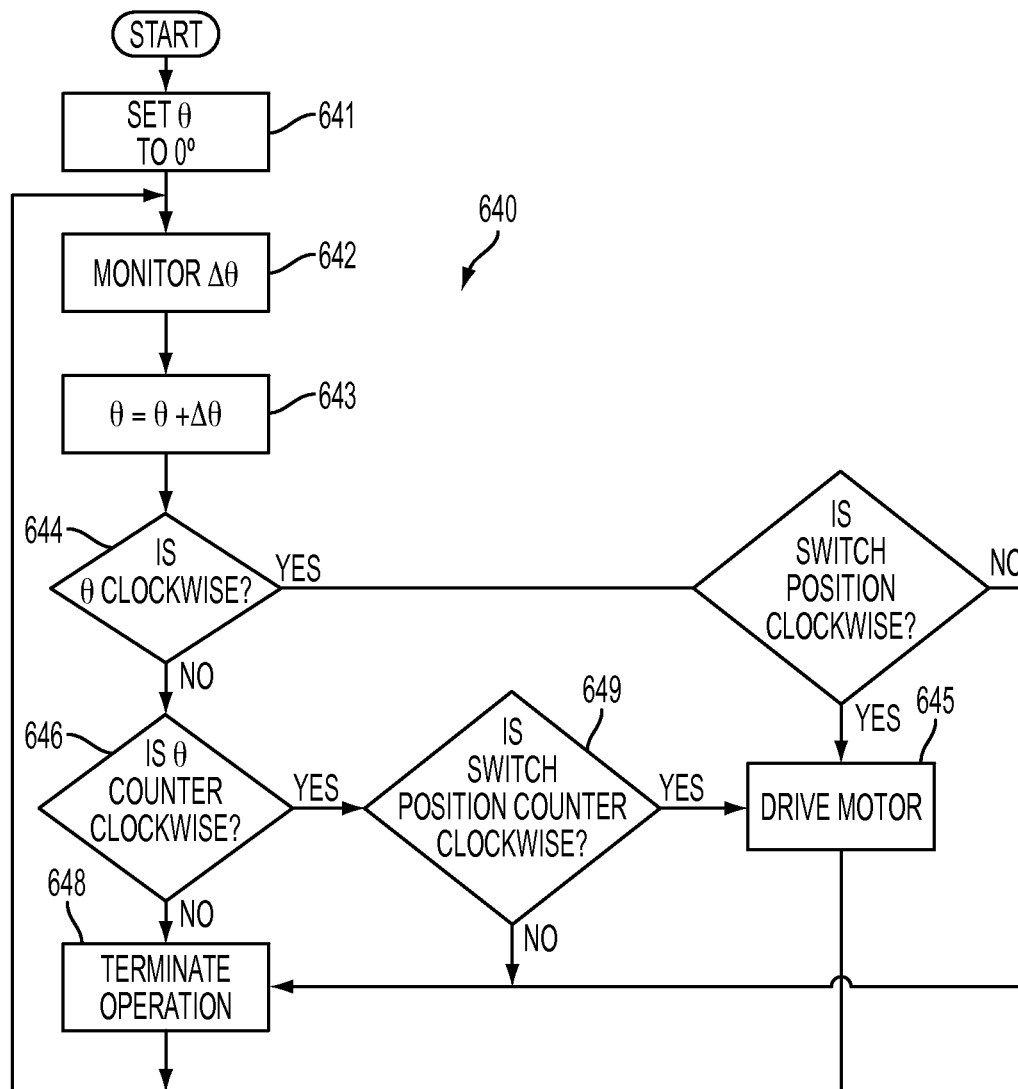 START
SET θ
TO 0º
641
640
MONITOR Δθ
642
θ = θ +Δθ
643
644
IS
θ CLOCKWISE?
YES
NO
IS
SWITCH
POSITION
CLOCKWISE?
NO
YES
646
IS θ
COUNTER
CLOCKWISE?
YES
NO
649
IS
SWITCH
POSITION COUNTER
CLOCKWISE?
YES
NO
645
DRIVE MOTOR
648
TERMINATE
OPERATION